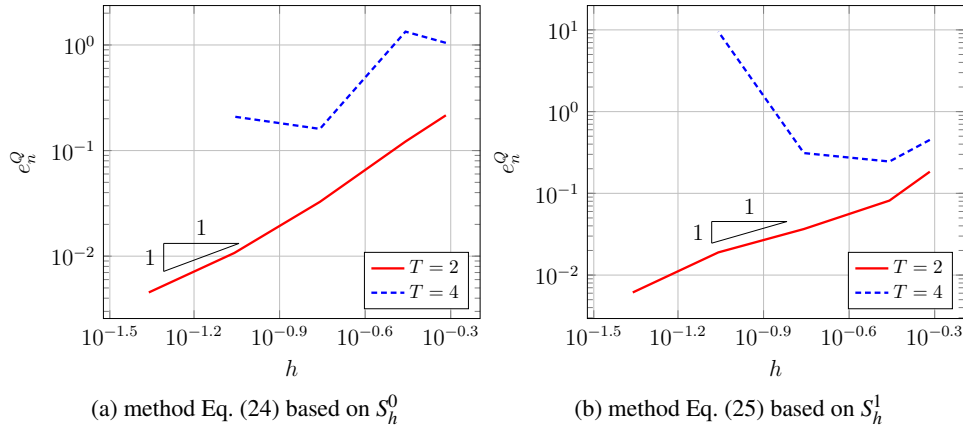 10^0
10^{-1}
10^{-2}
e_n^Q
1
1
T = 2
T = 4
10^{-1.5}
10^{-1.2}
10^{-0.9}
10^{-0.6}
10^{-0.3}
h
(a) method Eq. (24) based on S_h^0
10^1
10^0
10^{-1}
10^{-2}
e_n^Q
1
1
T = 2
T = 4
10^{-1.5}
10^{-1.2}
10^{-0.9}
10^{-0.6}
10^{-0.3}
h
(b) method Eq. (25) based on S_h^1